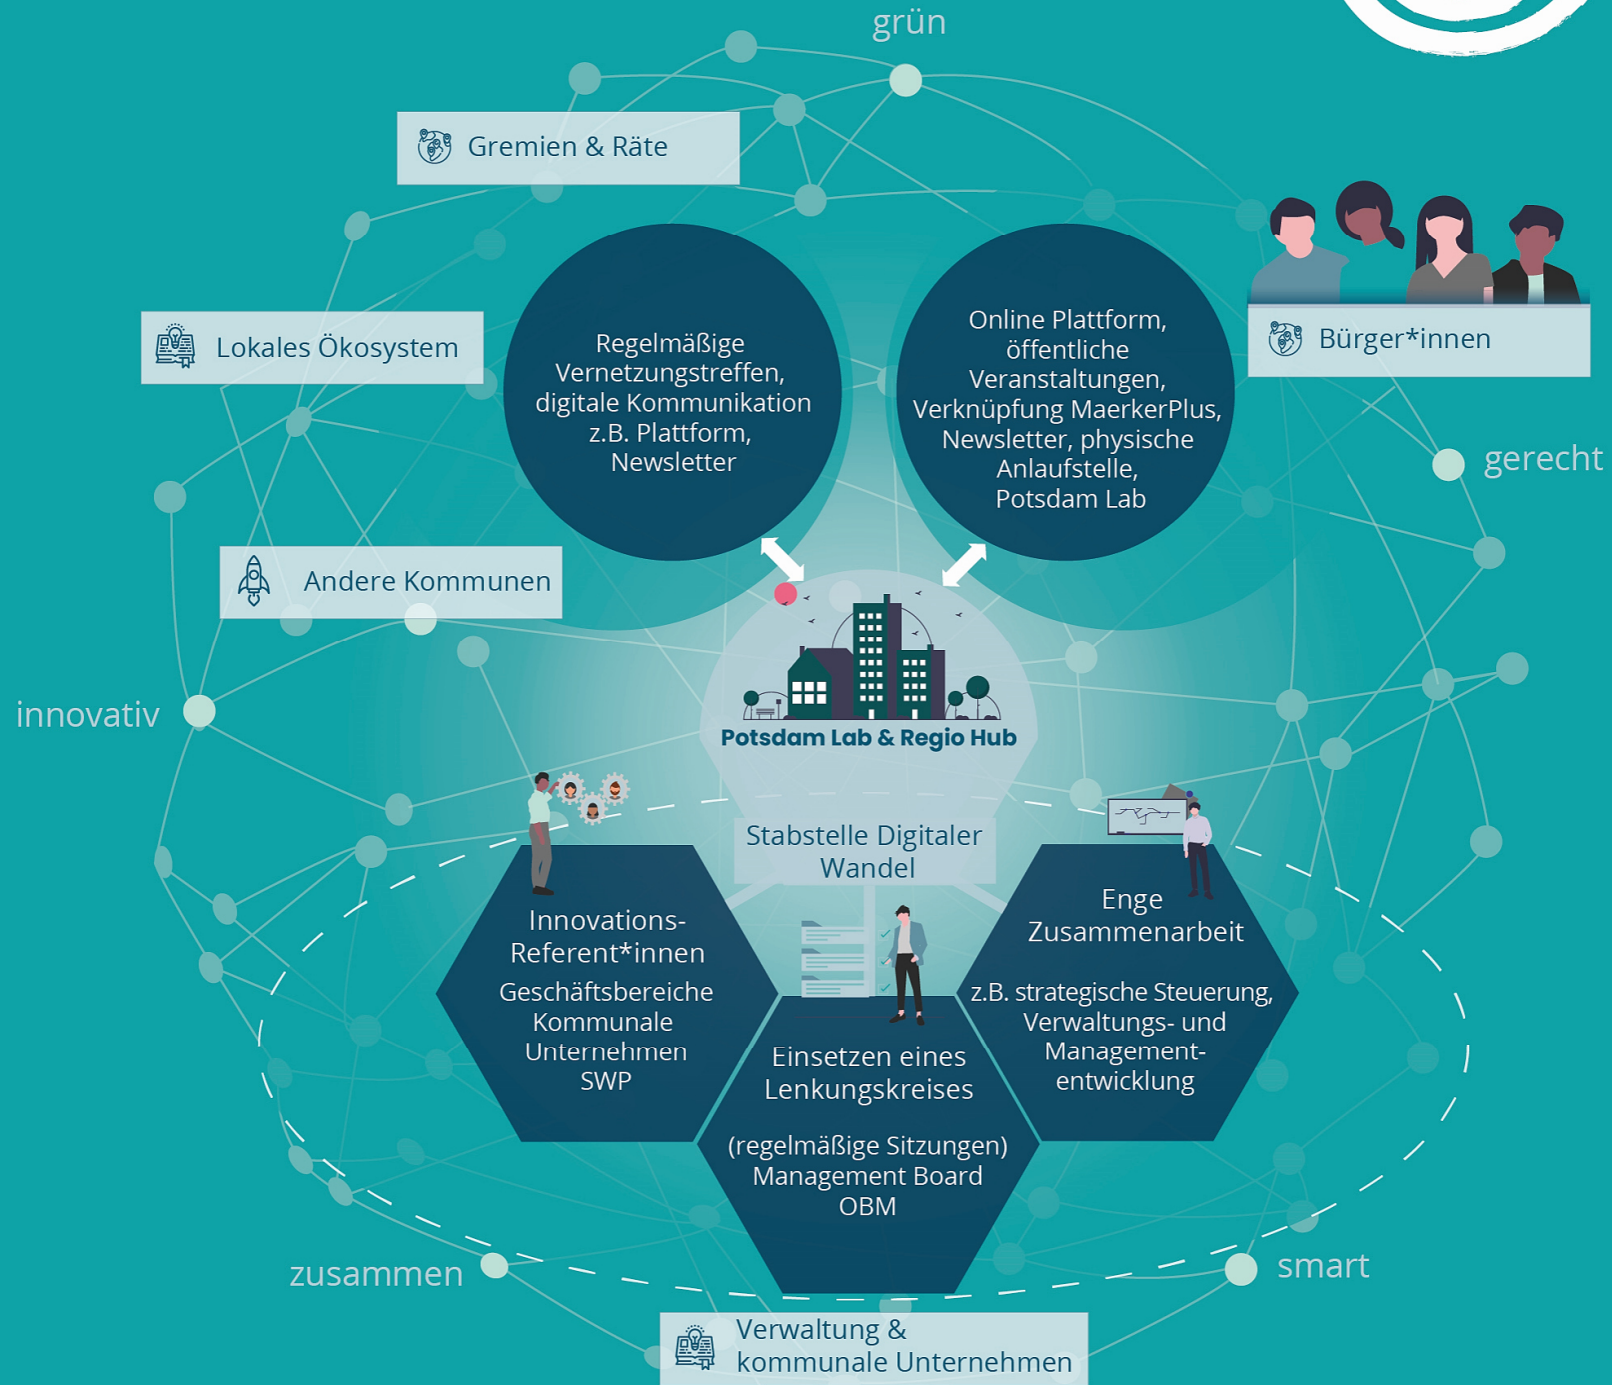 grün
Gremien & Räte
Lokales Ökosystem
Andere Kommunen
Regelmäßige
Vernetzungstreffen,
digitale Kommunikation
z.B. Plattform,
Newsletter
Online Plattform,
öffentliche
Veranstaltungen,
Verknüpfung MaerkerPlus,
Newsletter, physische
Anlaufstelle,
Potsdam Lab
Bürger*innen
gerecht
innovativ
Potsdam Lab & Regio Hub
Stabstelle Digitaler
Wandel
Innovations-
Referent*innen
Geschäftsbereiche
Kommunale
Unternehmen
SWP
Einsetzen eines
Lenkungskreises
(regelmäßige Sitzungen)
Management Board
OBM
Enge
Zusammenarbeit
z.B. strategische Steuerung,
Verwaltungs- und
Management-
entwicklung
zusammen
smart
Verwaltung &
kommunale Unternehmen